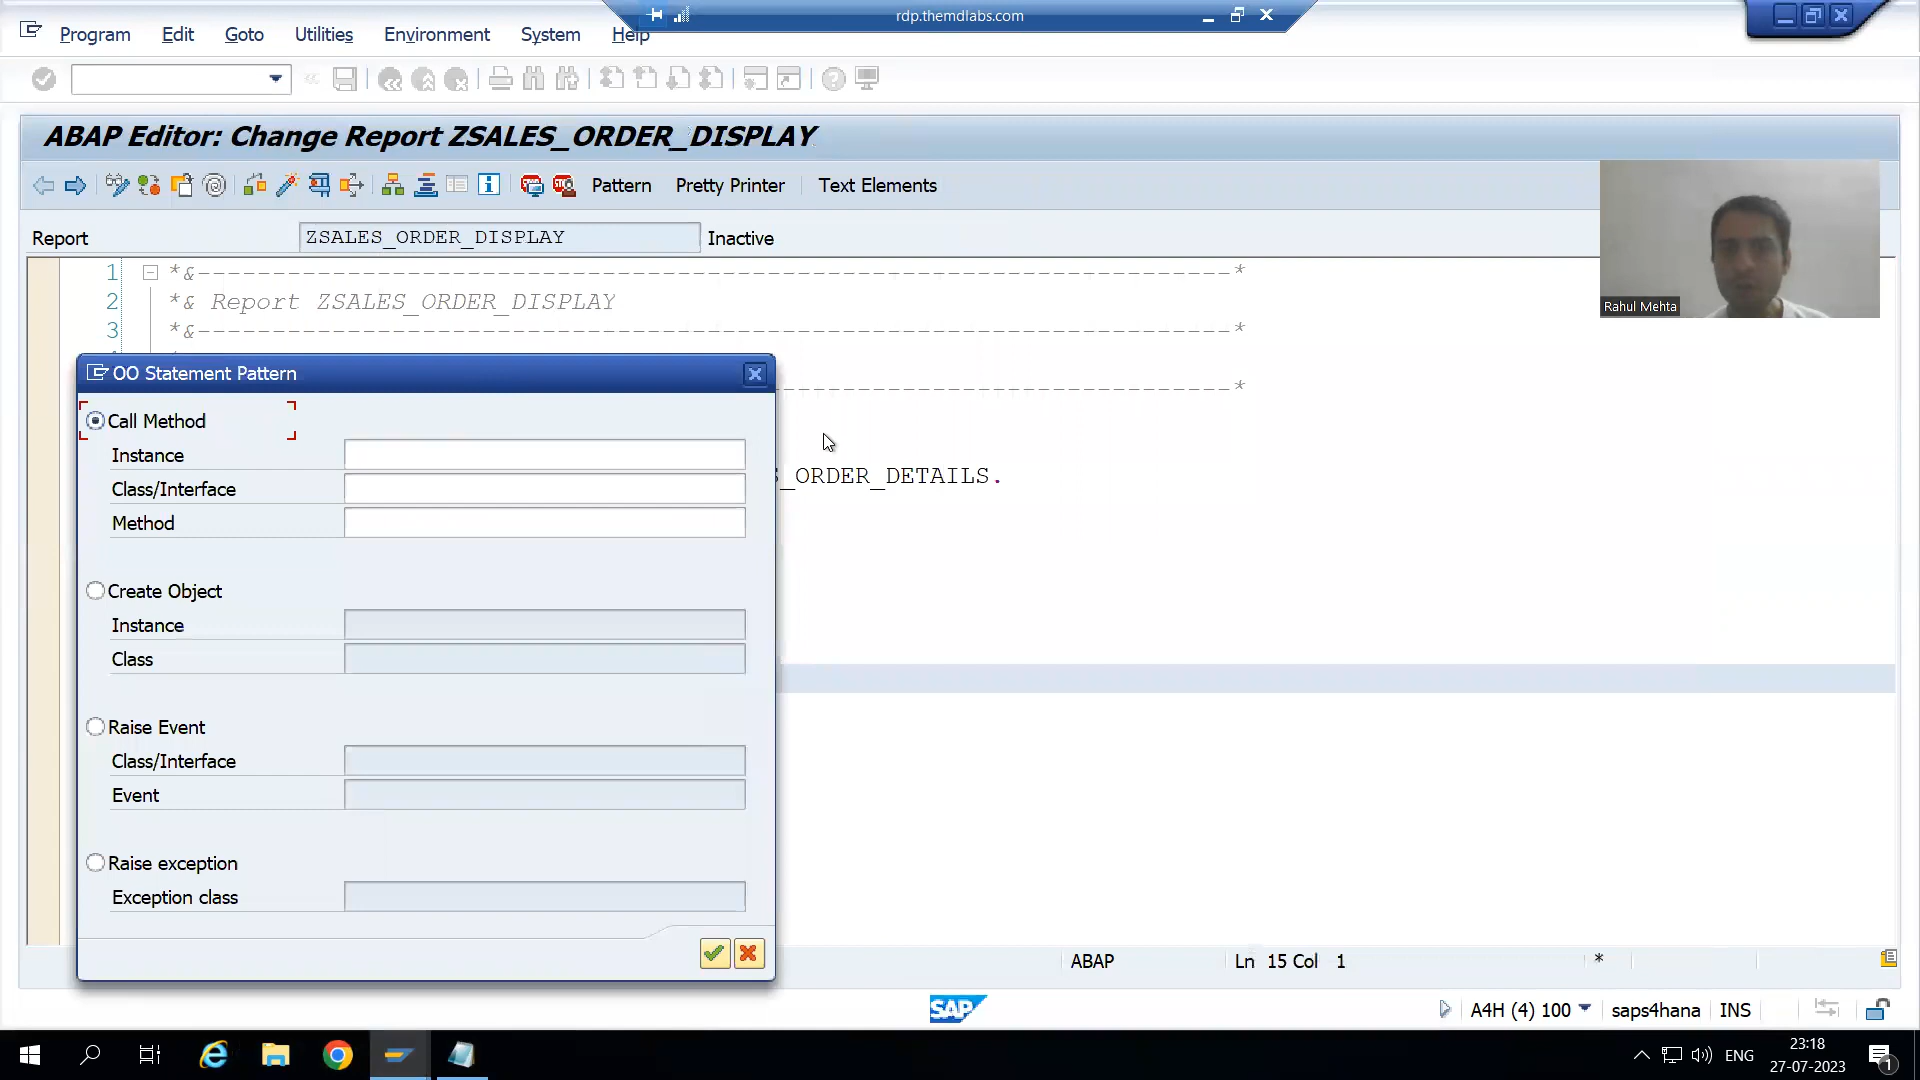 rdp.themdlabs.com
Program Edit Goto Utilities Environment System Help
ABAP Editor: Change Report ZSALES_ORDER_DISPLAY
Pattern Pretty Printer Text Elements
Report ZSALES_ORDER_DISPLAY Inactive
1 *&---------------------------------------------------------------------*
2 *& Report ZSALES_ORDER_DISPLAY
3 *&---------------------------------------------------------------------*
Rahul Mehta
OO Statement Pattern
Call Method
Instance
Class/Interface
Method
_ORDER_DETAILS.
Create Object
Instance
Class
Raise Event
Class/Interface
Event
Raise exception
Exception class
ABAP Ln 15 Col 1 *
SAP
A4H (4) 100 saps4hana INS
ENG
23:18
27-07-2023
1